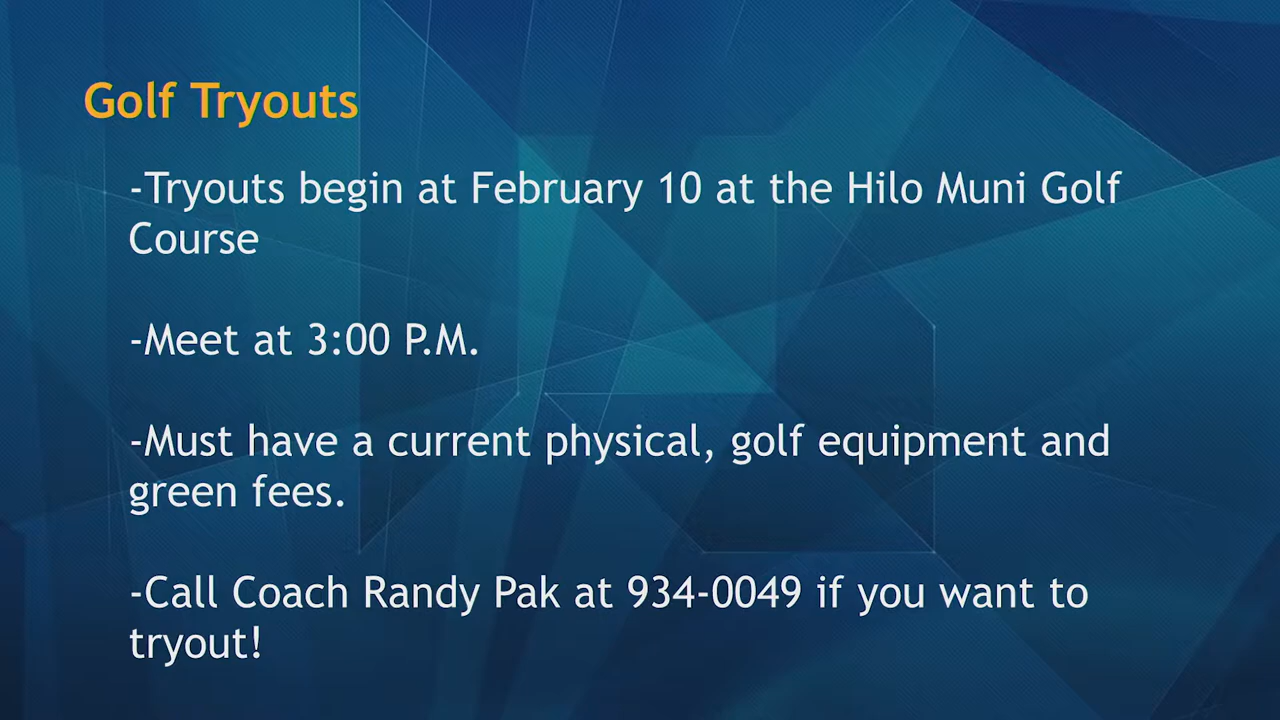 Golf Tryouts
-Tryouts begin at February 10 at the Hilo Muni Golf
Course
-Meet at 3:00 P.M.
-Must have a current physical, golf equipment and
green fees.
-Call Coach Randy Pak at 934-0049 if you want to
tryout!